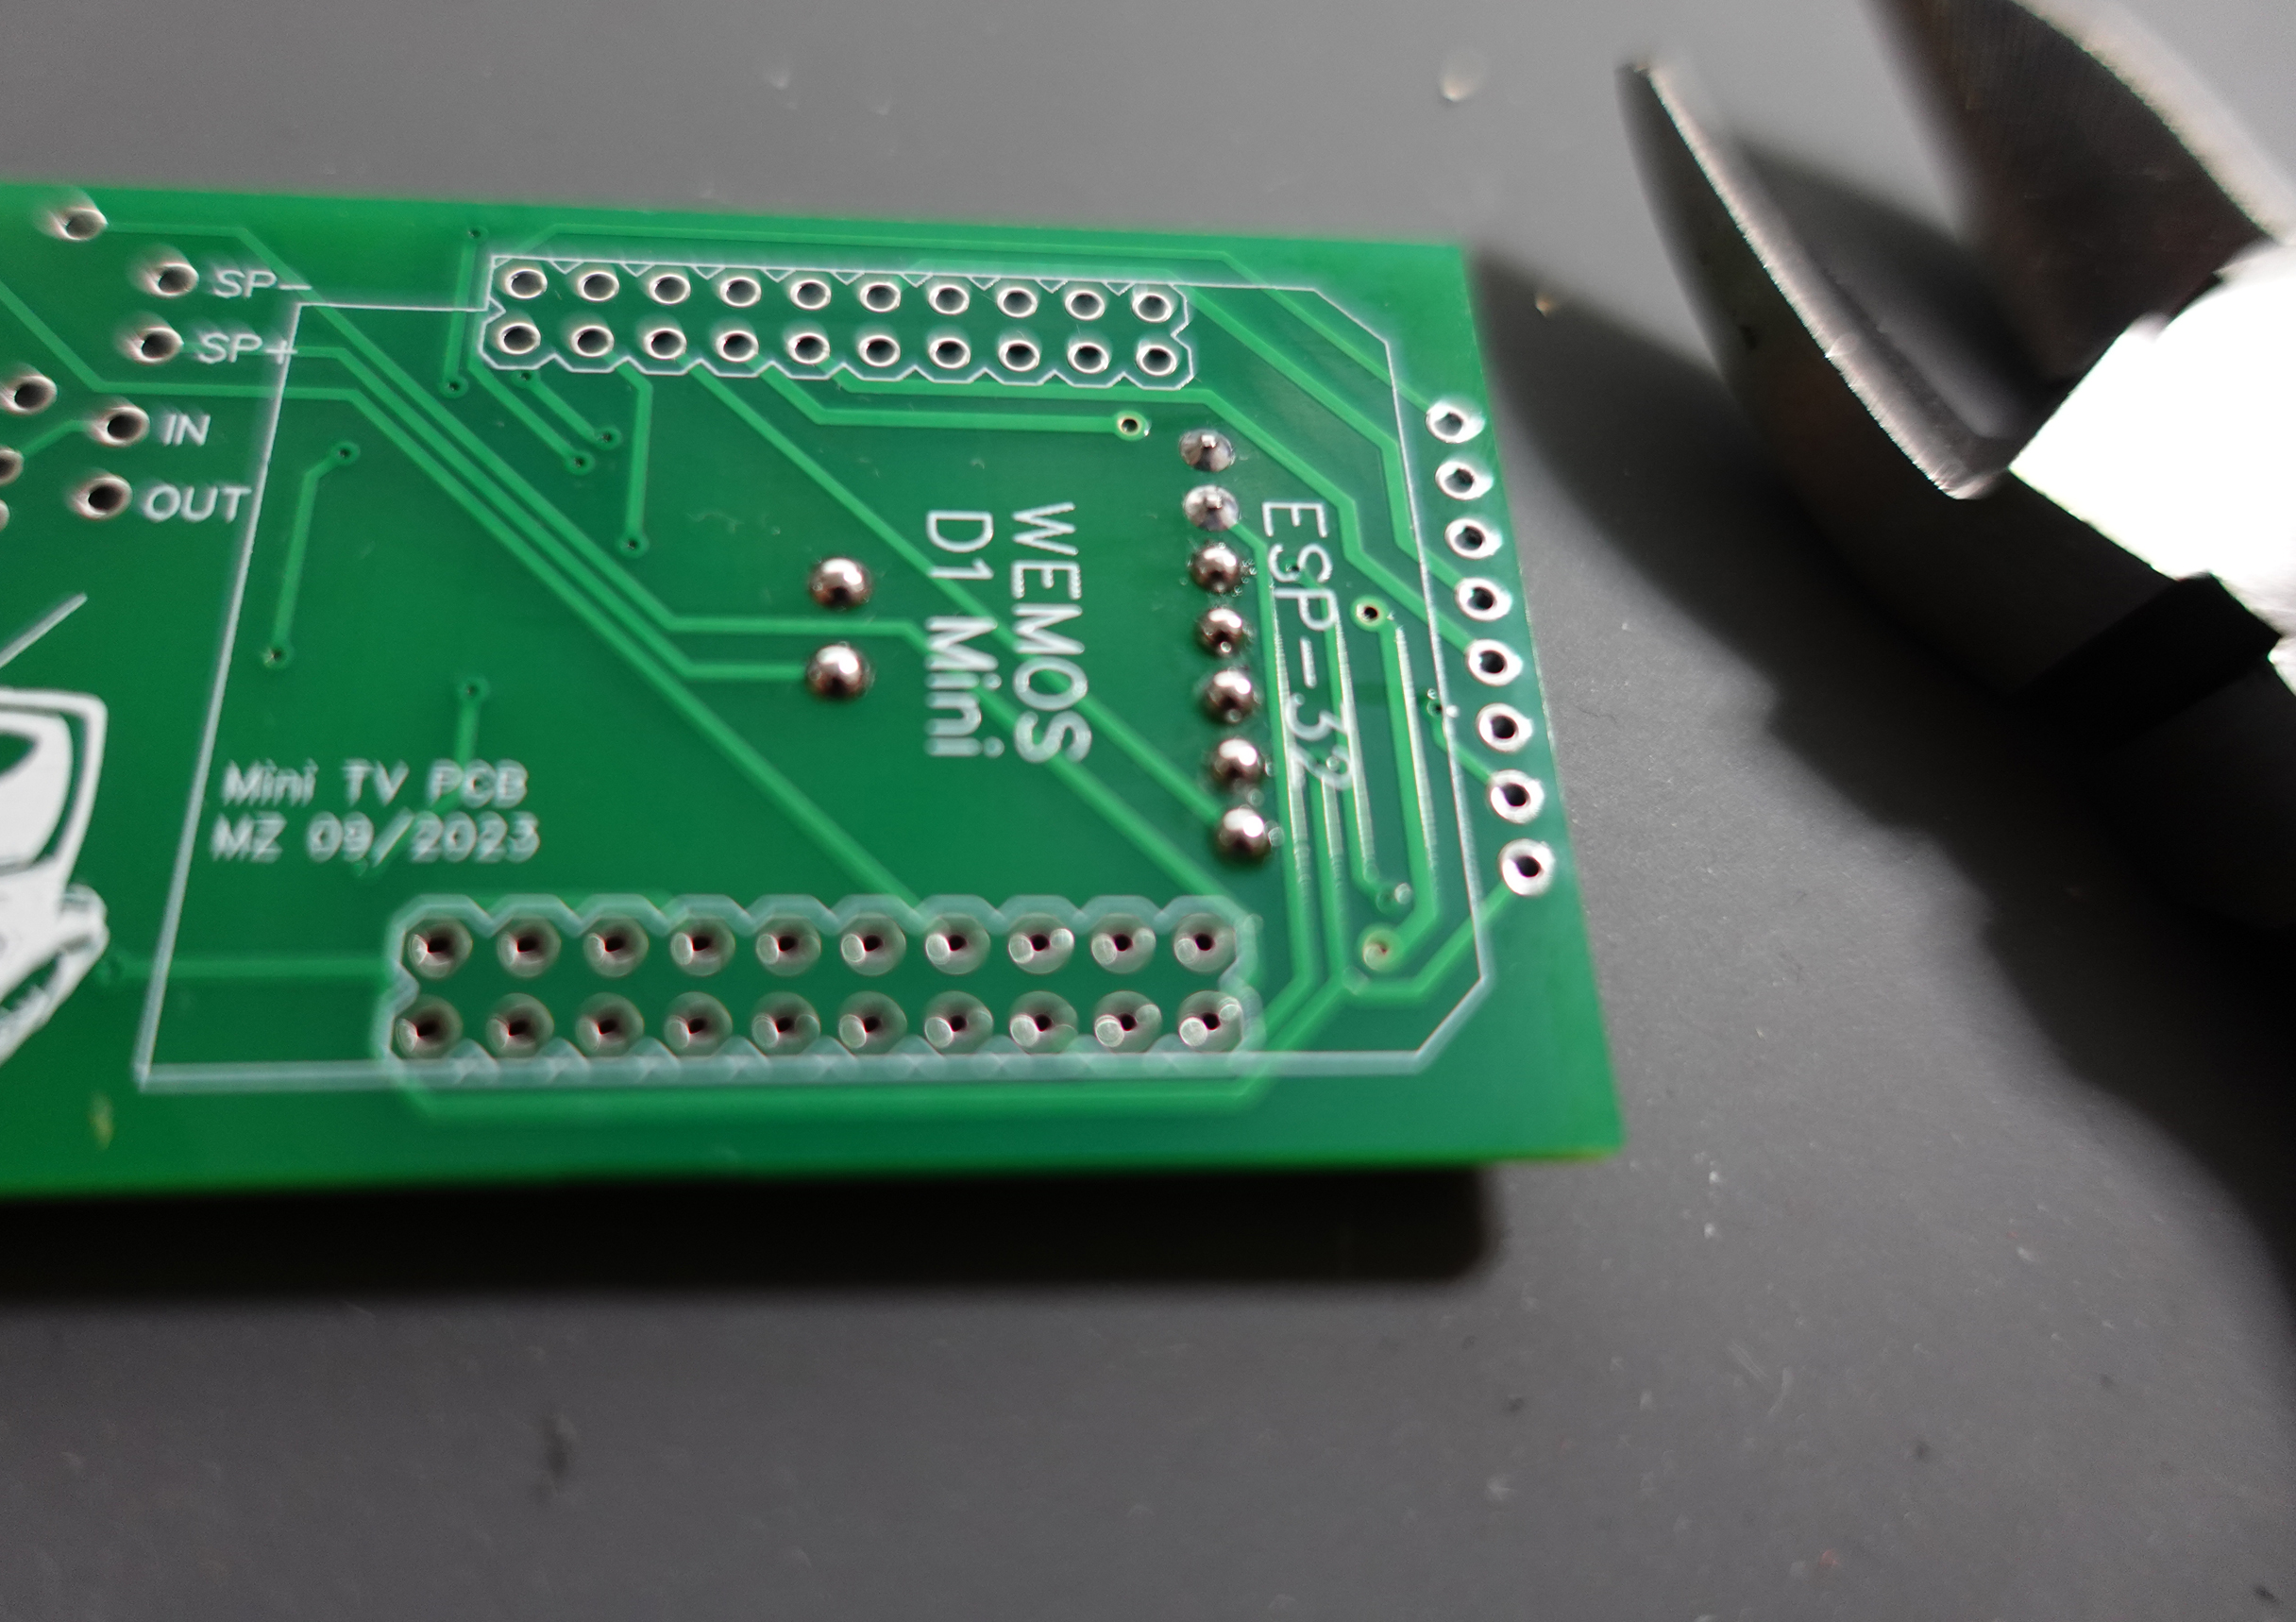 SP-
SP+
IN
OUT
WEMOS
D1 Mini
ESP-32
Mini TV PCB
MZ 09/2023